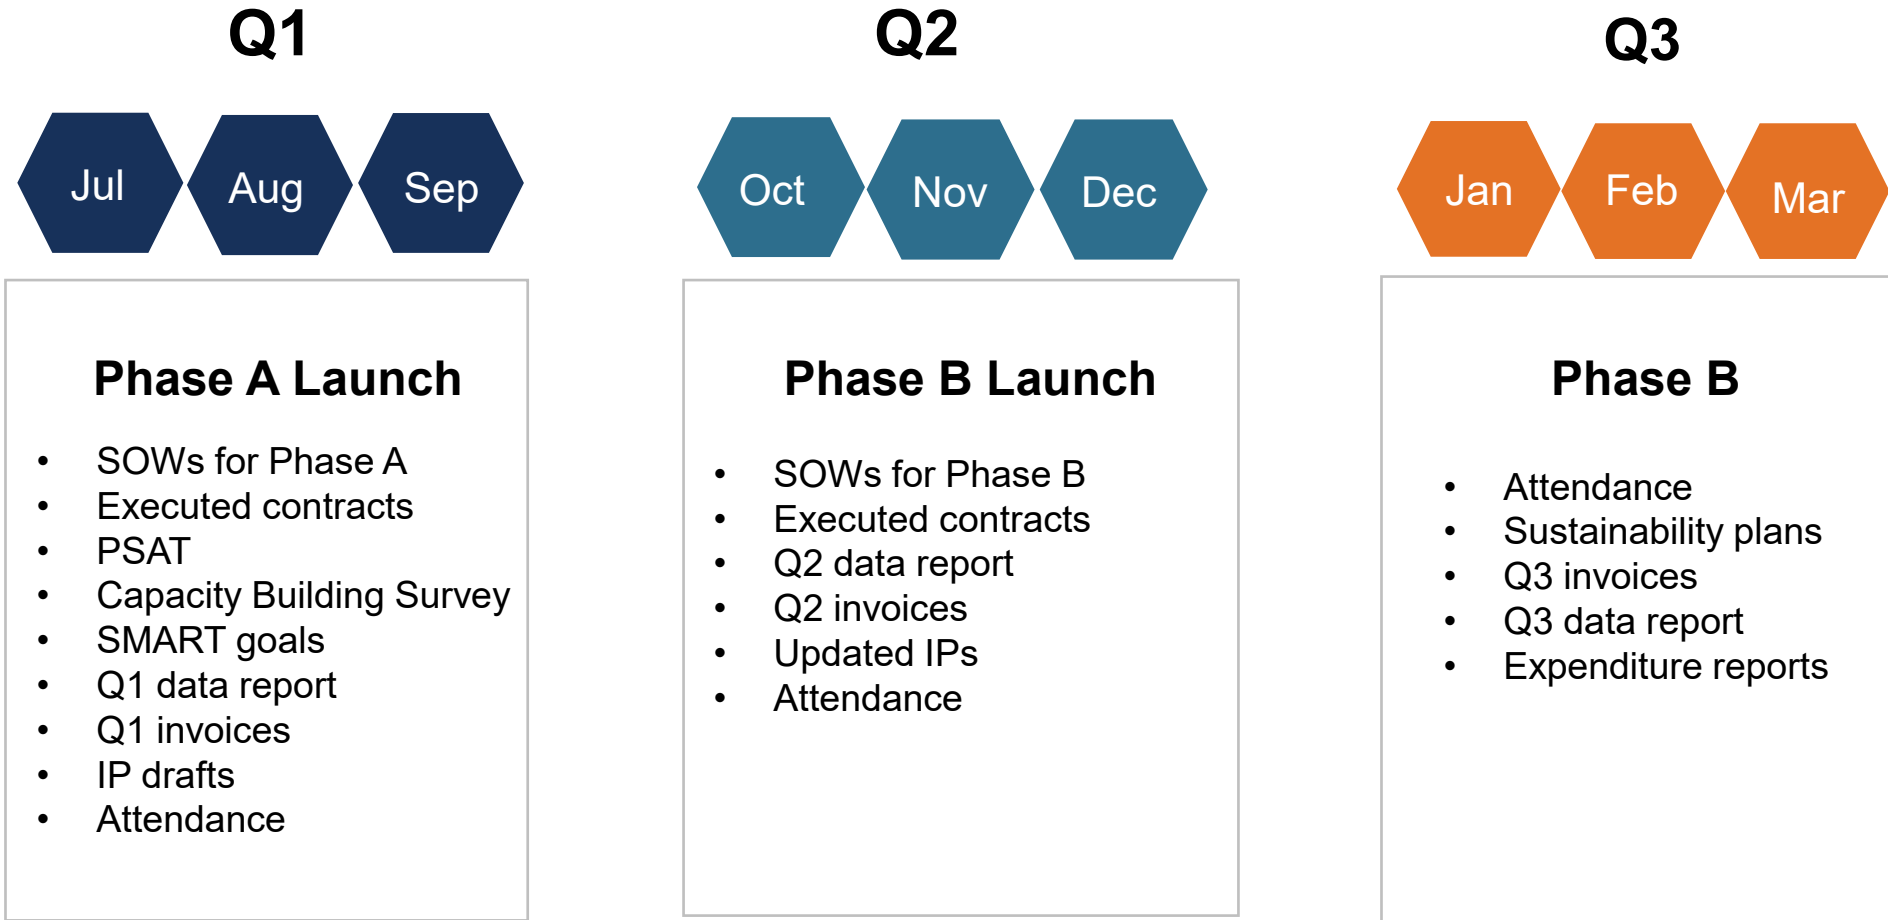 Q1
Jul
Aug
Sep
Phase A Launch
• SOWs for Phase A
• Executed contracts
• PSAT
• Capacity Building Survey
• SMART goals
• Q1 data report
• Q1 invoices
• IP drafts
• Attendance
Q2
Oct
Nov
Dec
Phase B Launch
• SOWs for Phase B
• Executed contracts
• Q2 data report
• Q2 invoices
• Updated IPs
• Attendance
Q3
Jan
Feb
Mar
Phase B
• Attendance
• Sustainability plans
• Q3 invoices
• Q3 data report
• Expenditure reports